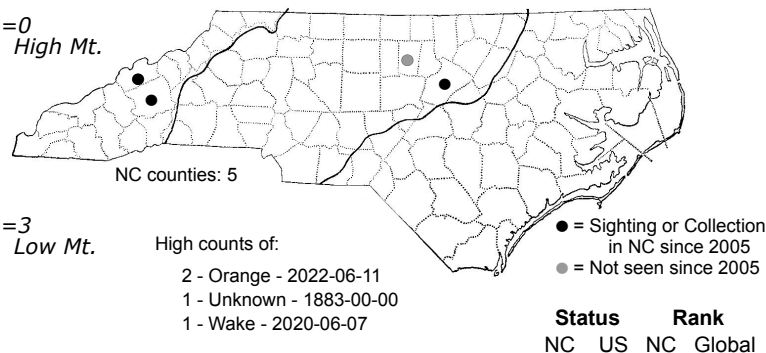 =0
High Mt.
NC counties: 5
=3
Low Mt.
High counts of:
2 - Orange - 2022-06-11
1 - Unknown - 1883-00-00
1 - Wake - 2020-06-07
= Sighting or Collection
in NC since 2005
= Not seen since 2005
Status Rank
NC US NC Global